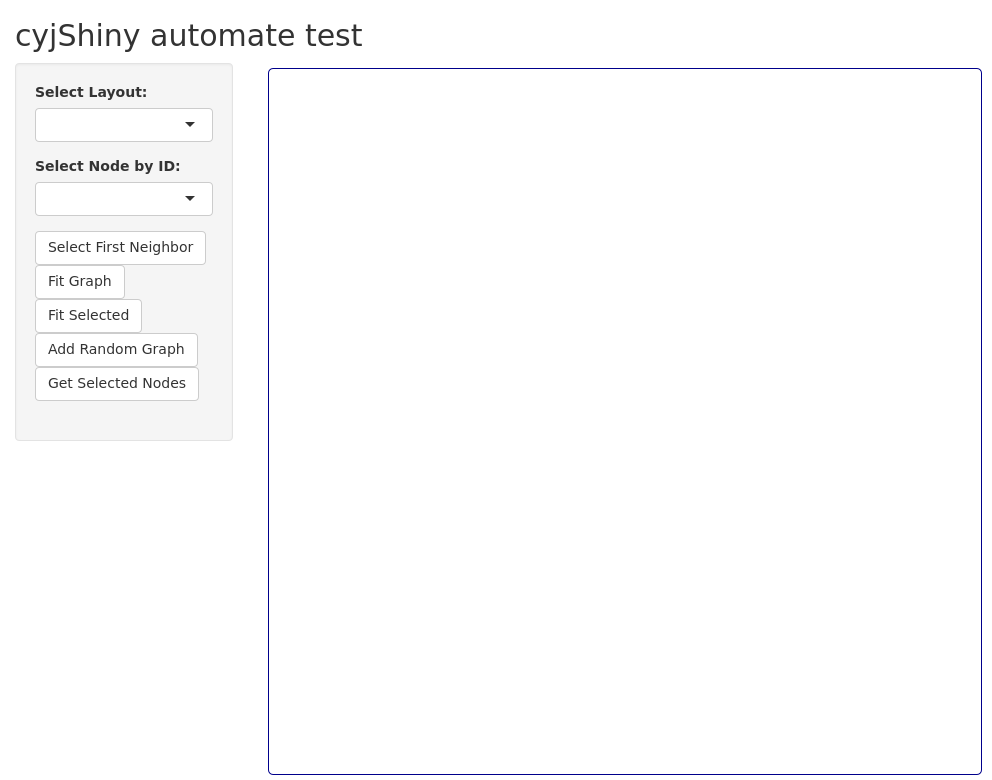 cyjShiny automate test
Select Layout:
Select Node by ID:
Select First Neighbor
Fit Graph
Fit Selected
Add Random Graph
Get Selected Nodes